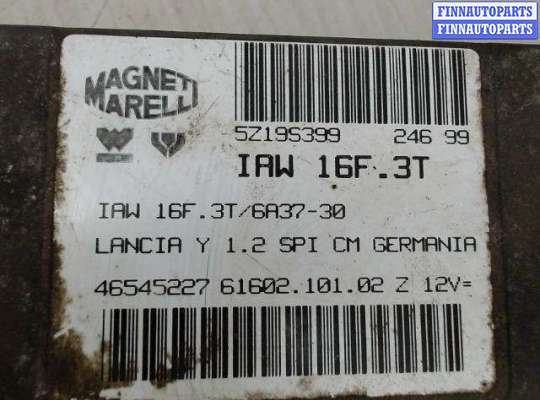 FINNAUTOPARTS
FINNAUTOPARTS
MAGNETI
MARELLI
5Z19S399 246 99
IAW 16F.3T
IAW 16F.3T/6A37-30
LANCIA Y 1.2 SPI CM GERMANIA
46545227 61602.101.02 Z 12V=